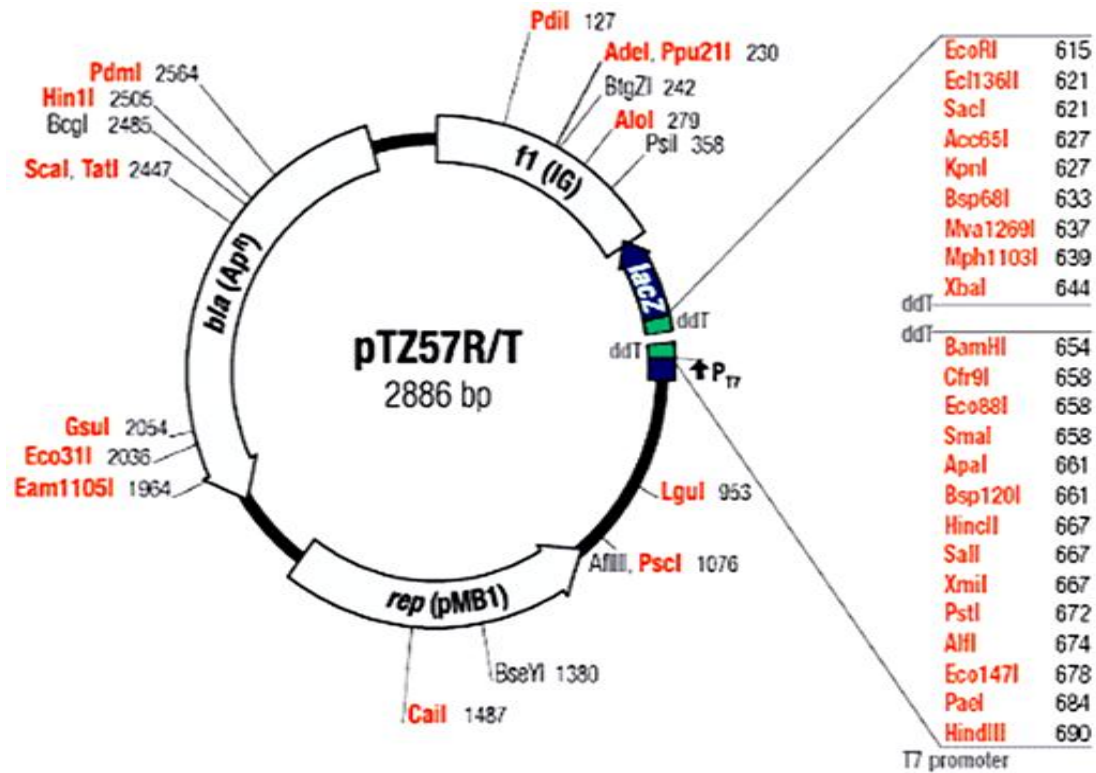 PdiI 127
AdeI, Ppu21I 230
BtgZI 242
AloI 279
PsiI 358
PdmI 2564
Hin1I 2505
BcgI 2485
ScaI, TatI 2447
GsuI 2054
Eco31I 2036
Eam1105I 1964
f1 (IG)
lacZ
ddT
ddT
PT7
bla (ApR)
pTZ57R/T
2886 bp
LguI 953
AflIII, PscI 1076
rep (pMB1)
BseYI 1380
CaiI 1487
EcoRI 615
Ecl136II 621
SacI 621
Acc65I 627
KpnI 627
Bsp68I 633
Mva1269I 637
Mph1103I 639
XbaI 644
ddT
ddT
BamHI 654
Cfr9I 658
Eco88I 658
SmaI 658
ApaI 661
Bsp120I 661
HincII 667
SalI 667
XmiI 667
PstI 672
AlfI 674
Eco147I 678
PaeI 684
HindIII 690
T7 promoter